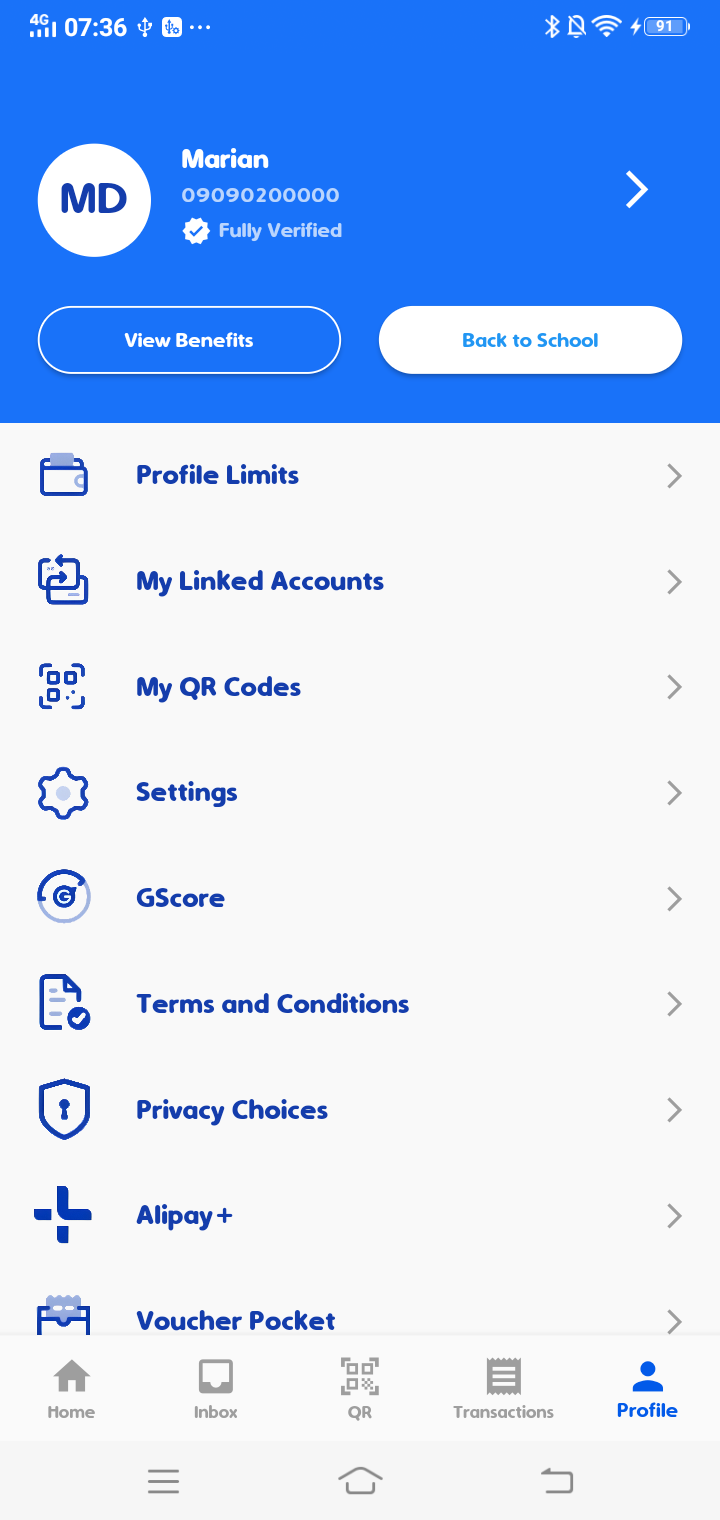 4G 07:36 91
MD
Marian
09090200000
Fully Verified
View Benefits
Back to School
Profile Limits
My Linked Accounts
My QR Codes
Settings
GScore
Terms and Conditions
Privacy Choices
Alipay+
Voucher Pocket
Home
Inbox
QR
Transactions
Profile